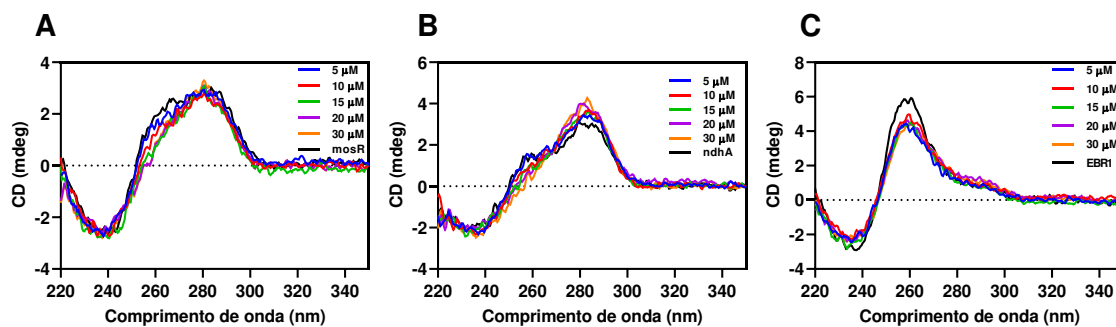 A
CD (mdeg)
4
2
0
-2
-4
220 240 260 280 300 320 340
Comprimento de onda (nm)
5 µM
10 µM
15 µM
20 µM
30 µM
mosR
B
CD (mdeg)
6
4
2
0
-2
-4
220 240 260 280 300 320 340
Comprimento de onda (nm)
5 µM
10 µM
15 µM
20 µM
30 µM
ndhA
C
CD (mdeg)
8
6
4
2
0
-2
-4
220 240 260 280 300 320 340
Comprimento de onda (nm)
5 µM
10 µM
15 µM
20 µM
30 µM
EBR1